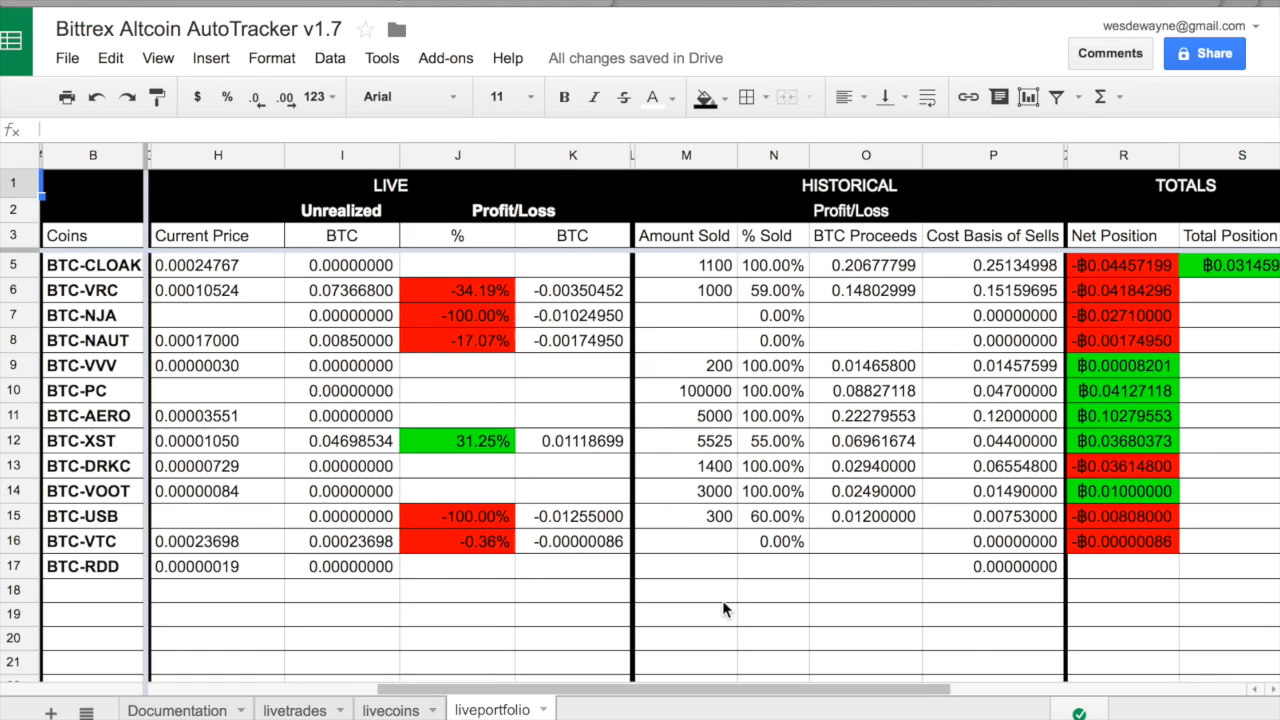 Bittrex Altcoin AutoTracker v1.7
wesdewayne@gmail.com
File Edit View Insert Format Data Tools Add-ons Help All changes saved in Drive
Comments Share
$ % .0 .00 123 Arial 11 B I S A Σ
fx
B H I J K L M N O P R S
1 LIVE HISTORICAL TOTALS
2 Unrealized Profit/Loss Profit/Loss
3 Coins Current Price BTC % BTC Amount Sold % Sold BTC Proceeds Cost Basis of Sells Net Position Total Position
5 BTC-CLOAK 0.00024767 0.00000000 1100 100.00% 0.20677799 0.25134998 -฿0.04457199 ฿0.031459
6 BTC-VRC 0.00010524 0.07366800 -34.19% -0.00350452 1000 59.00% 0.14802999 0.15159695 -฿0.04184296
7 BTC-NJA 0.00000000 -100.00% -0.01024950 0.00% 0.00000000 -฿0.02710000
8 BTC-NAUT 0.00017000 0.00850000 -17.07% -0.00174950 0.00% 0.00000000 -฿0.00174950
9 BTC-VVV 0.00000030 0.00000000 200 100.00% 0.01465800 0.01457599 ฿0.00008201
10 BTC-PC 0.00000000 100000 100.00% 0.08827118 0.04700000 ฿0.04127118
11 BTC-AERO 0.00003551 0.00000000 5000 100.00% 0.22279553 0.12000000 ฿0.10279553
12 BTC-XST 0.00001050 0.04698534 31.25% 0.01118699 5525 55.00% 0.06961674 0.04400000 ฿0.03680373
13 BTC-DRKC 0.00000729 0.00000000 1400 100.00% 0.02940000 0.06554800 -฿0.03614800
14 BTC-VOOT 0.00000084 0.00000000 3000 100.00% 0.02490000 0.01490000 ฿0.01000000
15 BTC-USB 0.00000000 -100.00% -0.01255000 300 60.00% 0.01200000 0.00753000 -฿0.00808000
16 BTC-VTC 0.00023698 0.00023698 -0.36% -0.00000086 0.00% 0.00000000 -฿0.00000086
17 BTC-RDD 0.00000019 0.00000000 0.00000000
18
19
20
21
Documentation livetrades livecoins liveportfolio